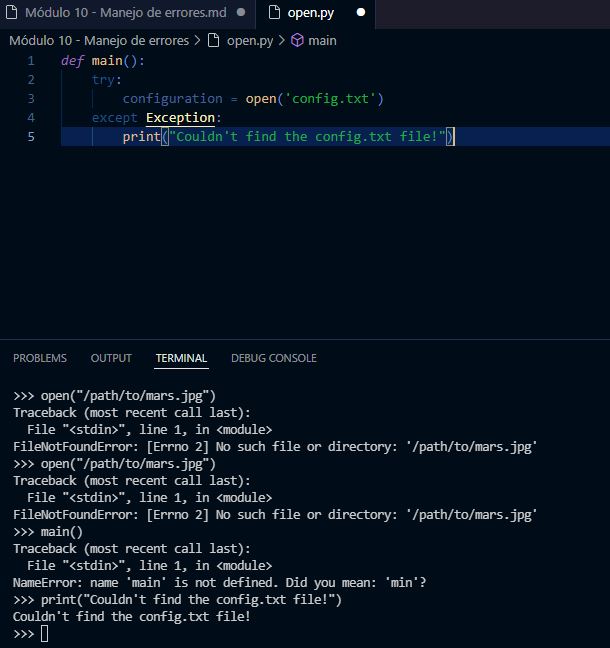 Módulo 10 - Manejo de errores.md ● open.py ●
Módulo 10 - Manejo de errores > open.py > main
1 def main():
2     try:
3         configuration = open('config.txt')
4     except Exception:
5         print("Couldn't find the config.txt file!")
PROBLEMS OUTPUT TERMINAL DEBUG CONSOLE
>>> open("/path/to/mars.jpg")
Traceback (most recent call last):
  File "<stdin>", line 1, in <module>
FileNotFoundError: [Errno 2] No such file or directory: '/path/to/mars.jpg'
>>> open("/path/to/mars.jpg")
Traceback (most recent call last):
  File "<stdin>", line 1, in <module>
FileNotFoundError: [Errno 2] No such file or directory: '/path/to/mars.jpg'
>>> main()
Traceback (most recent call last):
  File "<stdin>", line 1, in <module>
NameError: name 'main' is not defined. Did you mean: 'min'?
>>> print("Couldn't find the config.txt file!")
Couldn't find the config.txt file!
>>>